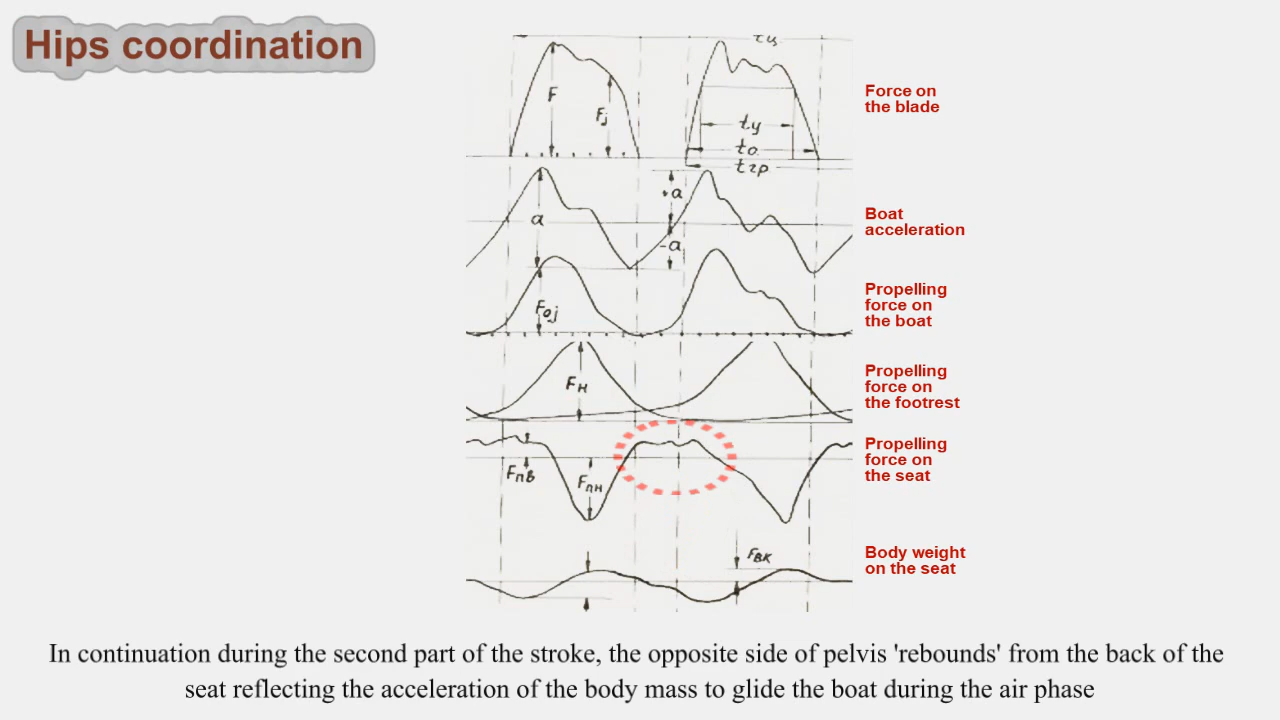 Hips coordination
tц
F
Fj
tу
to
tгр
Force on
the blade
a
+a
-a
Boat
acceleration
Foj
Propelling
force on
the boat
Fн
Propelling
force on
the footrest
Fпв
Fпн
Propelling
force on
the seat
Fвк
Body weight
on the seat
In continuation during the second part of the stroke, the opposite side of pelvis 'rebounds' from the back of the
seat reflecting the acceleration of the body mass to glide the boat during the air phase